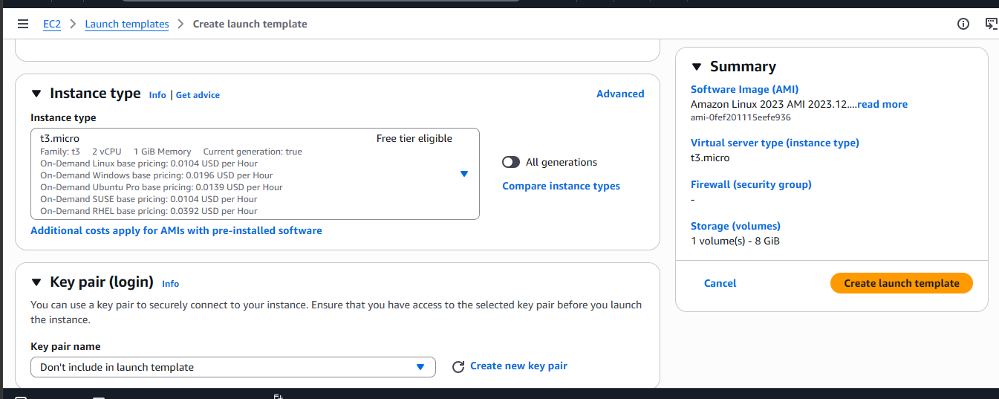 EC2 > Launch templates > Create launch template
Instance type Info | Get advice
Advanced
Instance type
t3.micro Free tier eligible
Family: t3 2 vCPU 1 GiB Memory Current generation: true
On-Demand Linux base pricing: 0.0104 USD per Hour
On-Demand Windows base pricing: 0.0196 USD per Hour
On-Demand Ubuntu Pro base pricing: 0.0139 USD per Hour
On-Demand SUSE base pricing: 0.0104 USD per Hour
On-Demand RHEL base pricing: 0.0392 USD per Hour
All generations
Compare instance types
Additional costs apply for AMIs with pre-installed software
Key pair (login) Info
You can use a key pair to securely connect to your instance. Ensure that you have access to the selected key pair before you launch
the instance.
Key pair name
Don't include in launch template
Create new key pair
Summary
Software Image (AMI)
Amazon Linux 2023 AMI 2023.12....read more
ami-0fef201115eefe936
Virtual server type (instance type)
t3.micro
Firewall (security group)
-
Storage (volumes)
1 volume(s) - 8 GiB
Cancel
Create launch template